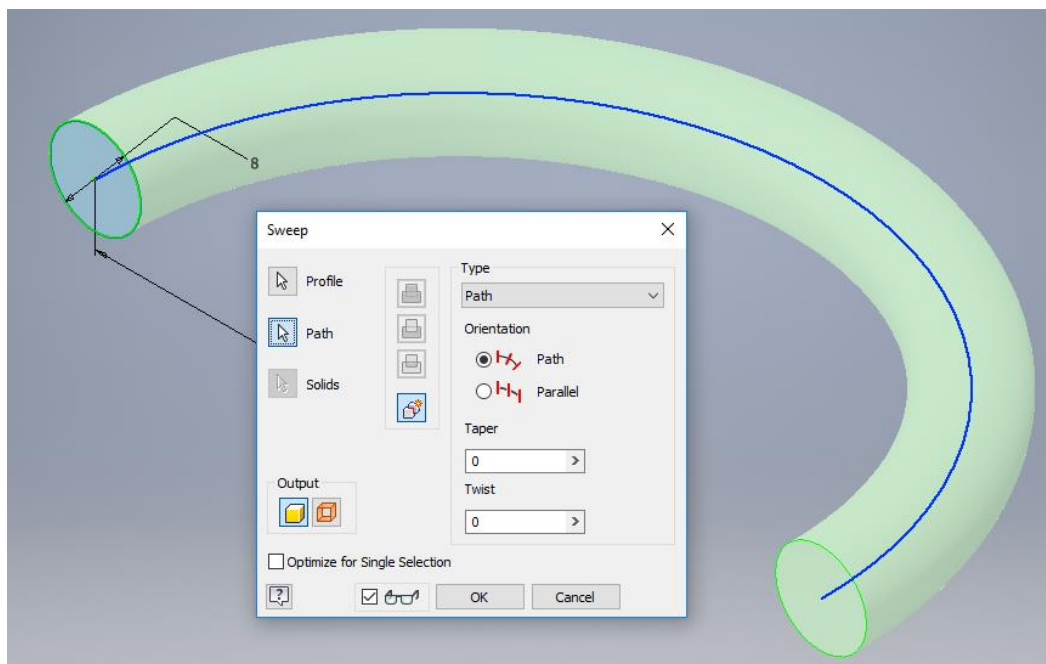 8
Sweep
Profile
Path
Solids
Output
Type
Path
Orientation
Path
Parallel
Taper
0
Twist
0
Optimize for Single Selection
OK
Cancel